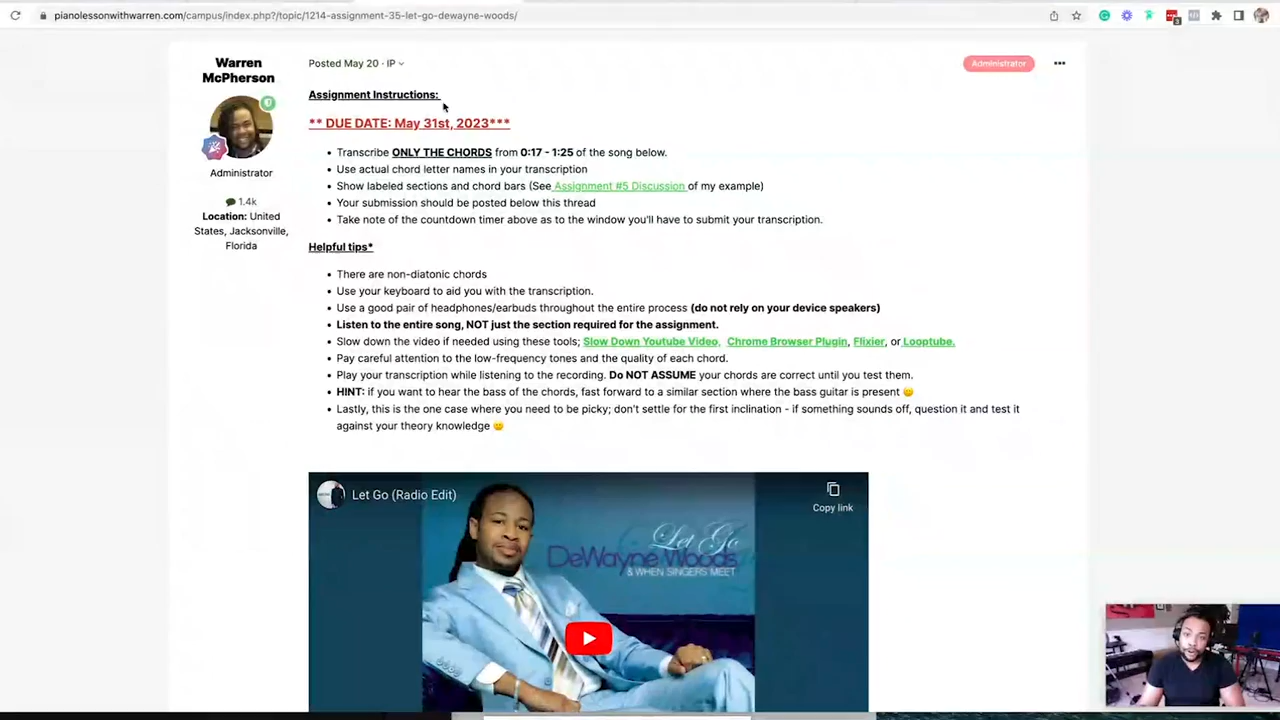 pianolessonwithwarren.com/campus/index.php?/topic/1214-assignment-35-let-go-dewayne-woods/
3
Warren
McPherson
Administrator
1.4k
Location: United
States, Jacksonville,
Florida
Posted May 20 · IP
Administrator
Assignment Instructions:
** DUE DATE: May 31st, 2023***
• Transcribe ONLY THE CHORDS from 0:17 - 1:25 of the song below.
• Use actual chord letter names in your transcription
• Show labeled sections and chord bars (See Assignment #5 Discussion of my example)
• Your submission should be posted below this thread
• Take note of the countdown timer above as to the window you'll have to submit your transcription.
Helpful tips*
• There are non-diatonic chords
• Use your keyboard to aid you with the transcription.
• Use a good pair of headphones/earbuds throughout the entire process (do not rely on your device speakers)
• Listen to the entire song, NOT just the section required for the assignment.
• Slow down the video if needed using these tools; Slow Down Youtube Video, Chrome Browser Plugin, Flixier, or Looptube.
• Pay careful attention to the low-frequency tones and the quality of each chord.
• Play your transcription while listening to the recording. Do NOT ASSUME your chords are correct until you test them.
• HINT: if you want to hear the bass of the chords, fast forward to a similar section where the bass guitar is present 🙂
• Lastly, this is the one case where you need to be picky; don't settle for the first inclination - if something sounds off, question it and test it
against your theory knowledge 🙂
Let Go (Radio Edit)
Copy link
Let Go
DeWayne Woods
& WHEN SINGERS MEET